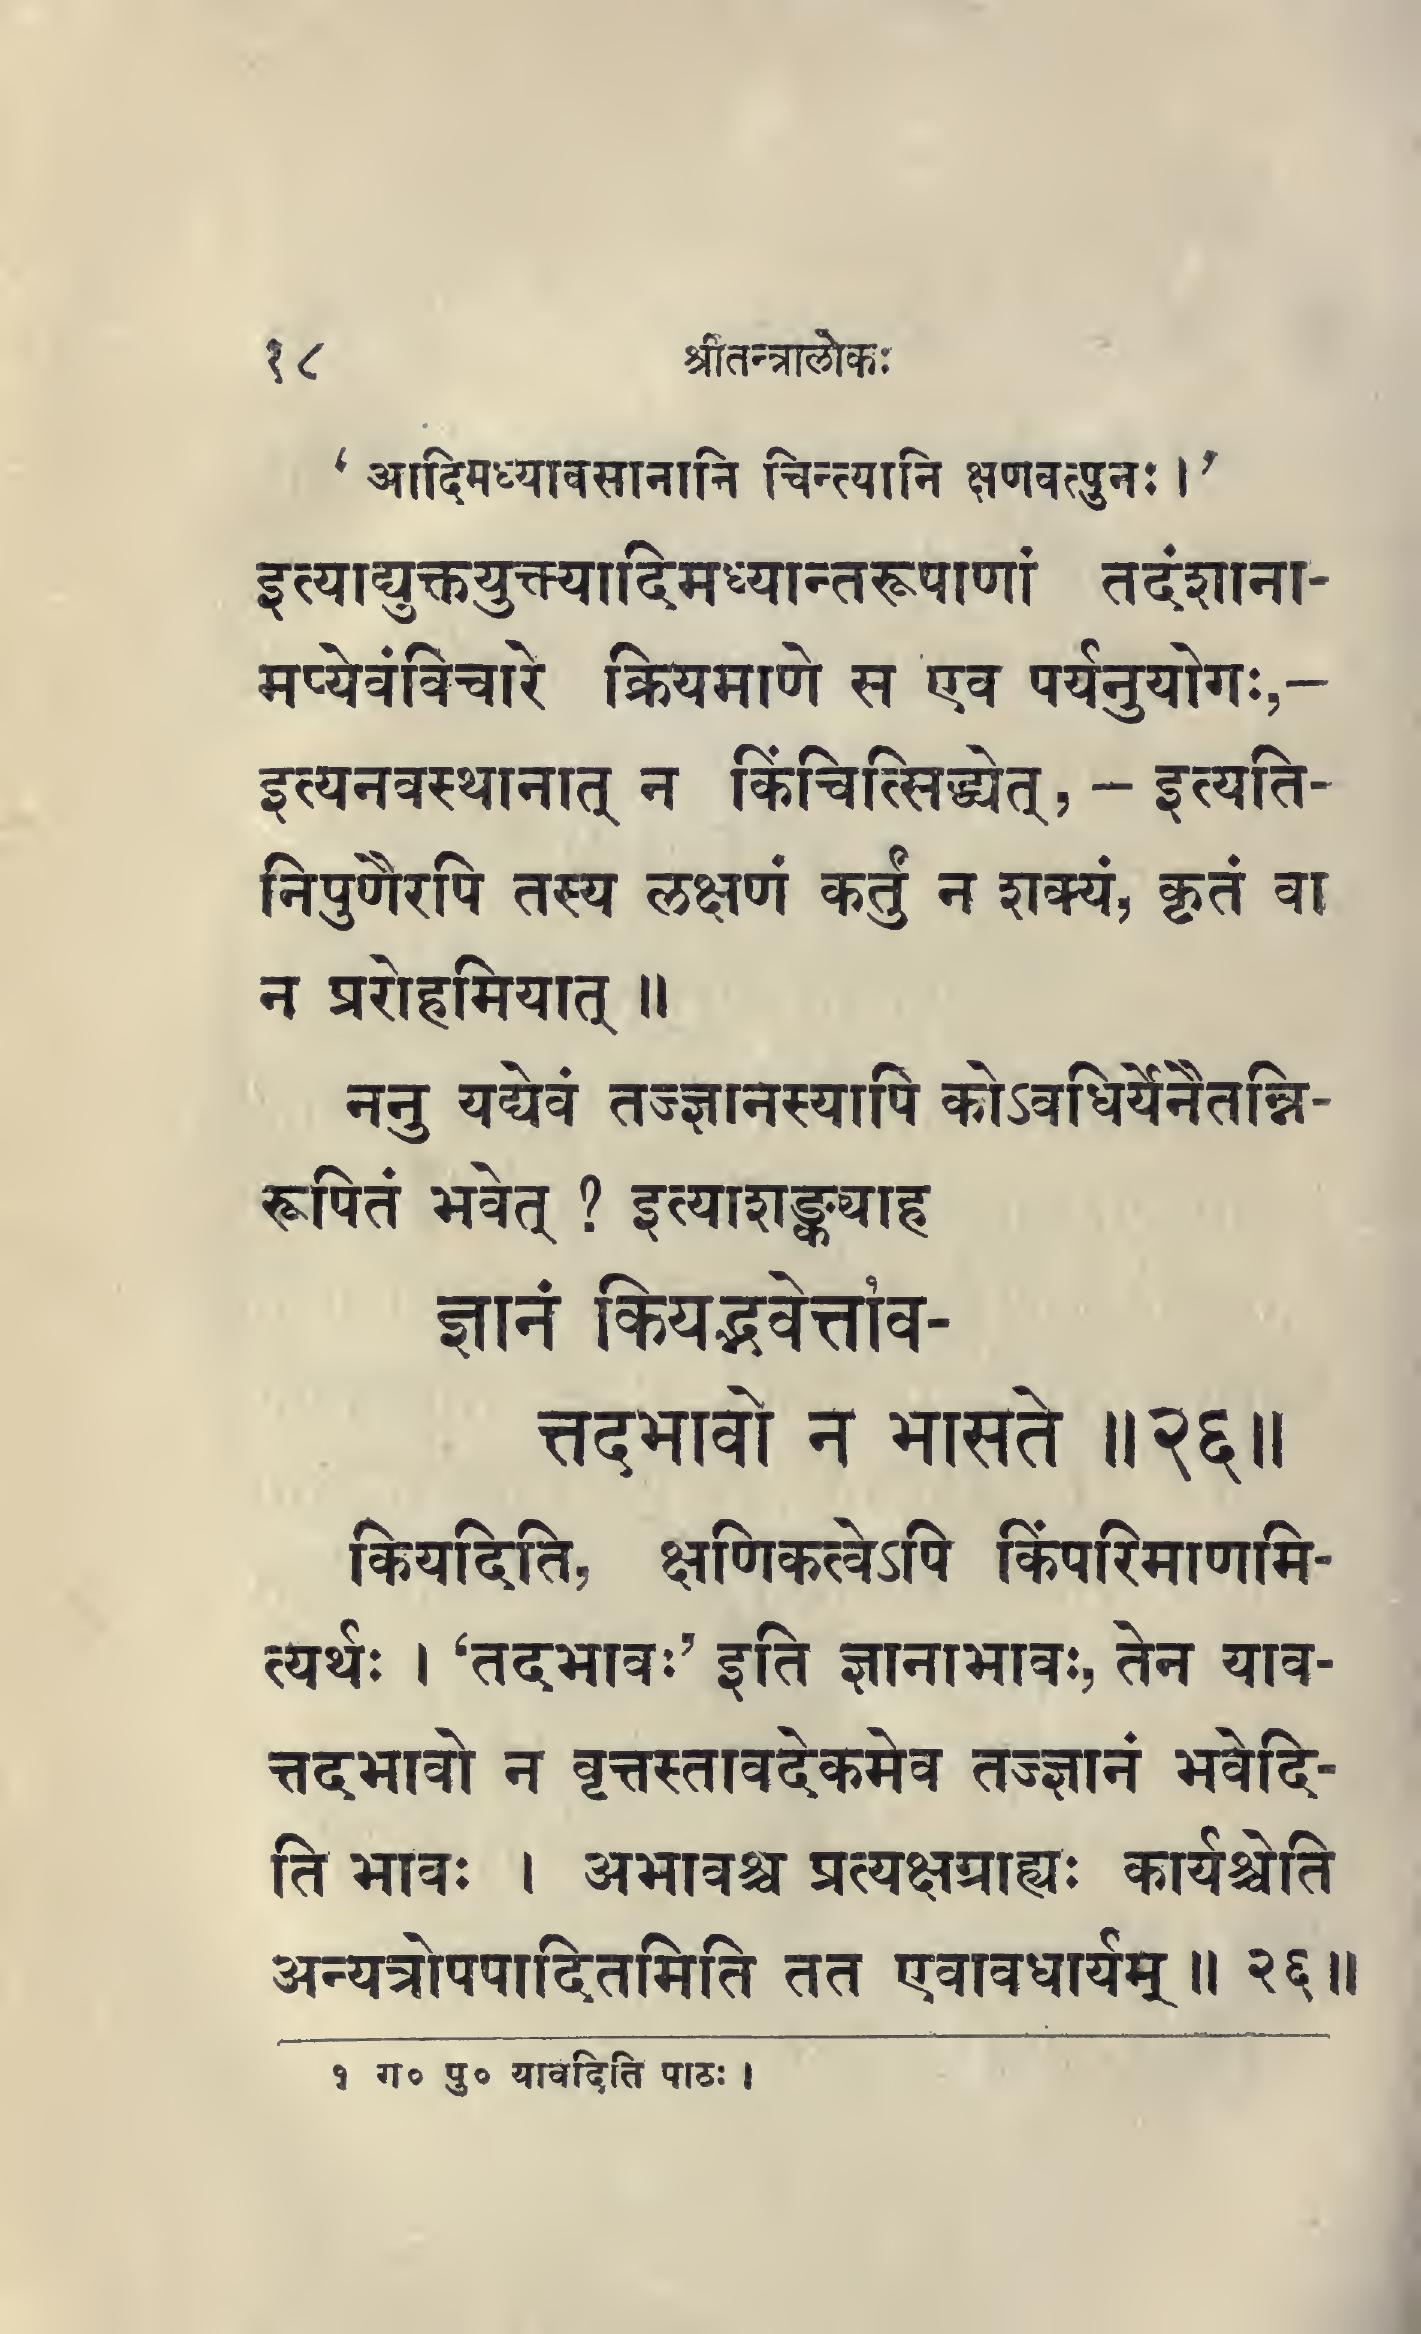 १८ श्रीतन्त्रालोकः
‘ आदिमध्यावसानानि चिन्त्यानि क्षणवत्पुनः । ’
इत्याद्युक्तयुक्त्यादिमध्यान्तरूपाणां तदंशाना-
मप्येवंविचारे क्रियमाणे स एव पर्यनुयोगः,—
इत्यनवस्थानात् न किंचित्सिद्ध्येत्, — इत्यति-
निपुणैरपि तस्य लक्षणं कर्तुं न शक्यं, कृतं वा
न प्ररोहमियात् ॥
ननु यद्येवं तज्ज्ञानस्यापि कोऽवधिर्येनैतन्नि-
रूपितं भवेत् ? इत्याशङ्क्याह
ज्ञानं कियद्भवेत्ता१व-
त्तदभावो न भासते ॥२६॥
कियदिति, क्षणिकत्वेऽपि किंपरिमाणमि-
त्यर्थः । ‘तदभावः’ इति ज्ञानाभावः, तेन याव-
त्तदभावो न वृत्तस्तावदेकमेव तज्ज्ञानं भवेदि-
ति भावः । अभावश्च प्रत्यक्षग्राह्यः कार्यश्चेति
अन्यत्रोपपादितमिति तत एवावधार्यम् ॥ २६॥
१ ग० पु० यावदिति पाठः ।